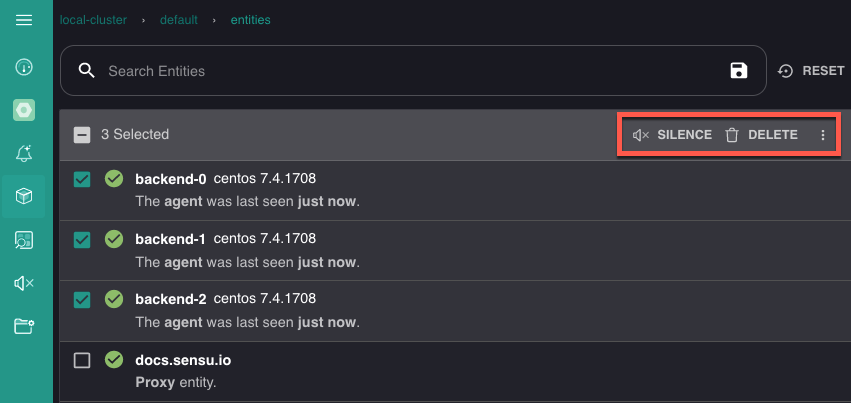 local-cluster › default › entities
Search Entities
RESET
3 Selected
SILENCE DELETE
backend-0 centos 7.4.1708
The agent was last seen just now.
backend-1 centos 7.4.1708
The agent was last seen just now.
backend-2 centos 7.4.1708
The agent was last seen just now.
docs.sensu.io
Proxy entity.